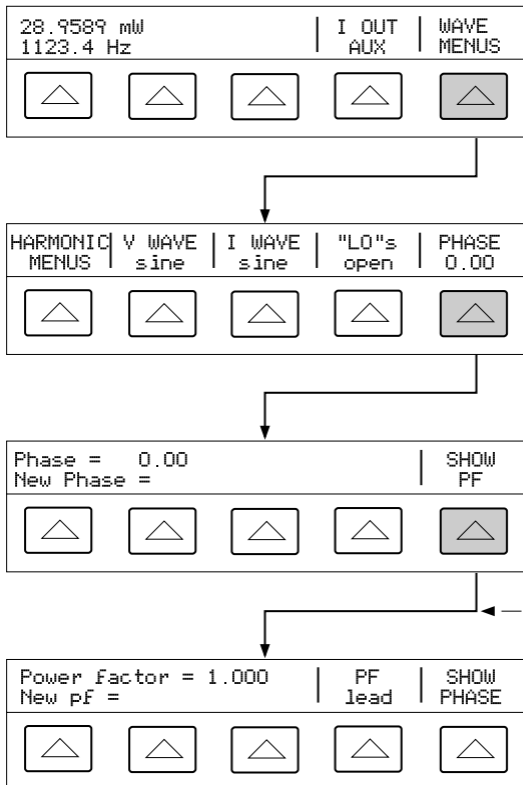 28.9589 mW | I OUT | WAVE
1123.4 Hz | AUX | MENUS
HARMONIC | V WAVE | I WAVE | "LO"s | PHASE
MENUS | sine | sine | open | 0.00
Phase = 0.00 | SHOW
New Phase = | PF
Power factor = 1.000 | PF | SHOW
New pf = | lead | PHASE